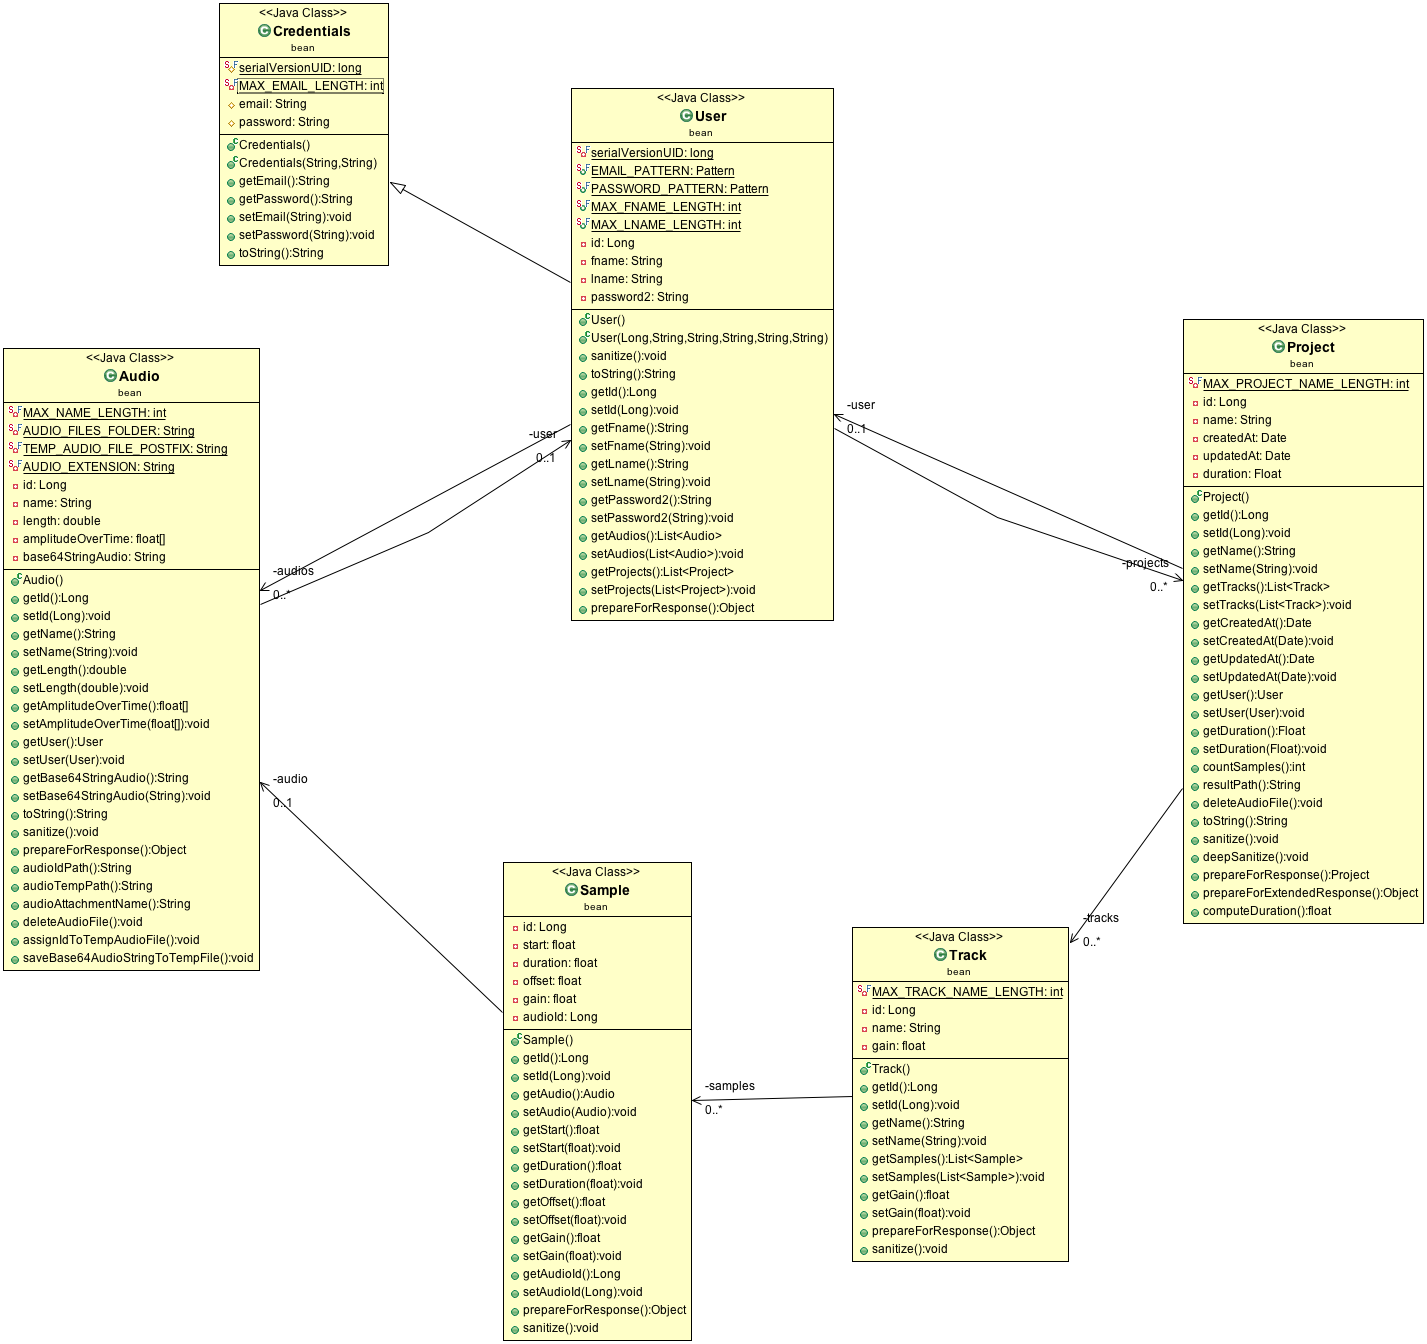 <<Java Class>>
Credentials
bean
serialVersionUID: long
MAX_EMAIL_LENGTH: int
email: String
password: String
Credentials()
Credentials(String,String)
getEmail():String
getPassword():String
setEmail(String):void
setPassword(String):void
toString():String
<<Java Class>>
User
bean
serialVersionUID: long
EMAIL_PATTERN: Pattern
PASSWORD_PATTERN: Pattern
MAX_FNAME_LENGTH: int
MAX_LNAME_LENGTH: int
id: Long
fname: String
lname: String
password2: String
User()
User(Long,String,String,String,String,String)
sanitize():void
toString():String
getId():Long
setId(Long):void
getFname():String
setFname(String):void
getLname():String
setLname(String):void
getPassword2():String
setPassword2(String):void
getAudios():List<Audio>
setAudios(List<Audio>):void
getProjects():List<Project>
setProjects(List<Project>):void
prepareForResponse():Object
<<Java Class>>
Project
bean
MAX_PROJECT_NAME_LENGTH: int
id: Long
name: String
createdAt: Date
updatedAt: Date
duration: Float
Project()
getId():Long
setId(Long):void
getName():String
setName(String):void
getTracks():List<Track>
setTracks(List<Track>):void
getCreatedAt():Date
setCreatedAt(Date):void
getUpdatedAt():Date
setUpdatedAt(Date):void
getUser():User
setUser(User):void
getDuration():Float
setDuration(Float):void
countSamples():int
resultPath():String
deleteAudioFile():void
toString():String
sanitize():void
deepSanitize():void
prepareForResponse():Project
prepareForExtendedResponse():Object
computeDuration():float
<<Java Class>>
Audio
bean
MAX_NAME_LENGTH: int
AUDIO_FILES_FOLDER: String
TEMP_AUDIO_FILE_POSTFIX: String
AUDIO_EXTENSION: String
id: Long
name: String
length: double
amplitudeOverTime: float[]
base64StringAudio: String
Audio()
getId():Long
setId(Long):void
getName():String
setName(String):void
getLength():double
setLength(double):void
getAmplitudeOverTime():float[]
setAmplitudeOverTime(float[]):void
getUser():User
setUser(User):void
getBase64StringAudio():String
setBase64StringAudio(String):void
toString():String
sanitize():void
prepareForResponse():Object
audioIdPath():String
audioTempPath():String
audioAttachmentName():String
deleteAudioFile():void
assignIdToTempAudioFile():void
saveBase64AudioStringToTempFile():void
-user
0..1
-audios
0..*
-user
0..1
-projects
0..*
-audio
0..1
-tracks
0..*
-samples
0..*
<<Java Class>>
Sample
bean
id: Long
start: float
duration: float
offset: float
gain: float
audioId: Long
Sample()
getId():Long
setId(Long):void
getAudio():Audio
setAudio(Audio):void
getStart():float
setStart(float):void
getDuration():float
setDuration(float):void
getOffset():float
setOffset(float):void
getGain():float
setGain(float):void
getAudioId():Long
setAudioId(Long):void
prepareForResponse():Object
sanitize():void
<<Java Class>>
Track
bean
MAX_TRACK_NAME_LENGTH: int
id: Long
name: String
gain: float
Track()
getId():Long
setId(Long):void
getName():String
setName(String):void
getSamples():List<Sample>
setSamples(List<Sample>):void
getGain():float
setGain(float):void
prepareForResponse():Object
sanitize():void